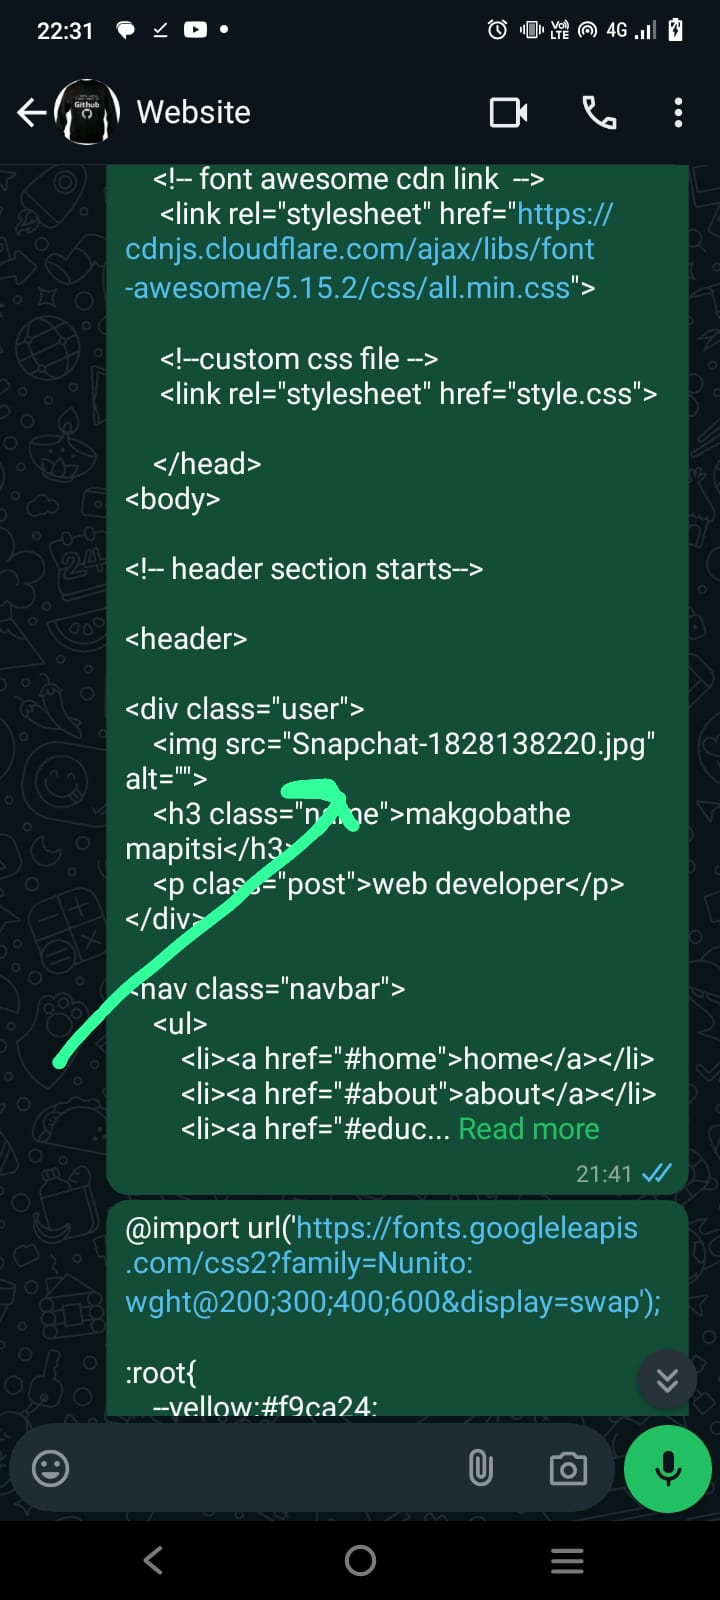 22:31
Vol LTE 4G
Github
Website
<!-- font awesome cdn link -->
<link rel="stylesheet" href="https://
cdnjs.cloudflare.com/ajax/libs/font
-awesome/5.15.2/css/all.min.css">
<!--custom css file -->
<link rel="stylesheet" href="style.css">
</head>
<body>
<!-- header section starts-->
<header>
<div class="user">
<img src="Snapchat-1828138220.jpg"
alt="">
<h3 class="name">makgobathe
mapitsi</h3>
<p class="post">web developer</p>
</div>
<nav class="navbar">
<ul>
<li><a href="#home">home</a></li>
<li><a href="#about">about</a></li>
<li><a href="#educ... Read more
21:41
@import url('https://fonts.googleleapis
.com/css2?family=Nunito:
wght@200;300;400;600&display=swap');
:root{
--yellow:#f9ca24;